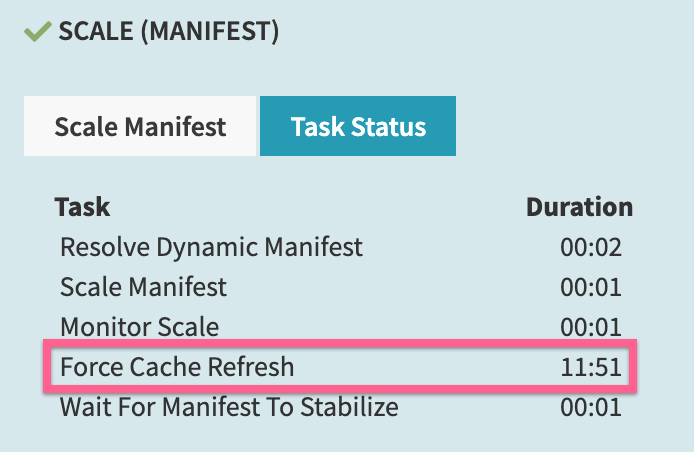 SCALE (MANIFEST)
Scale Manifest Task Status
Task Duration
Resolve Dynamic Manifest 00:02
Scale Manifest 00:01
Monitor Scale 00:01
Force Cache Refresh 11:51
Wait For Manifest To Stabilize 00:01